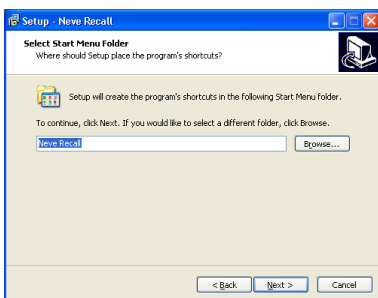 Setup - Neve Recall
Select Start Menu Folder
Where should Setup place the program's shortcuts?
Setup will create the program's shortcuts in the following Start Menu folder.
To continue, click Next. If you would like to select a different folder, click Browse.
Neve Recall
Browse...
< Back
Next >
Cancel